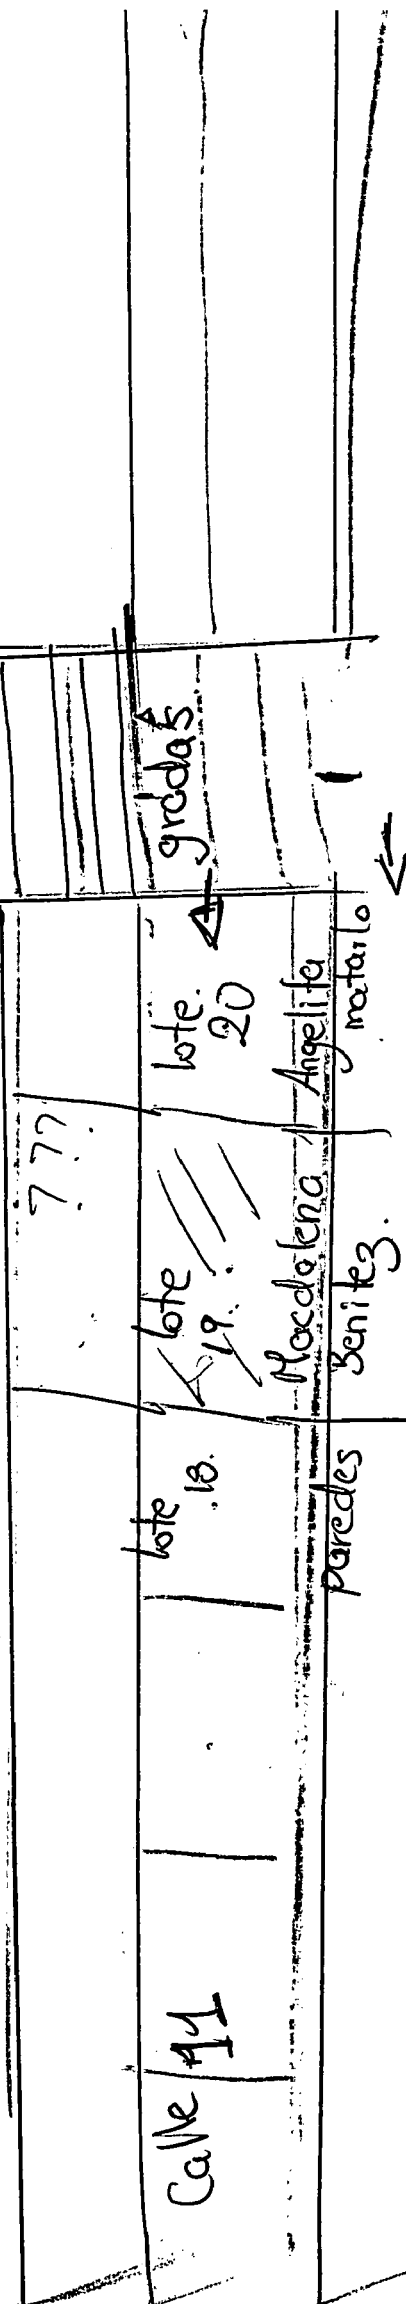 Calle 11
lote
18.
lote
19.
lote.
20
gradas
???
Magdalena
Benitez.
Angelita
matailo
paredes